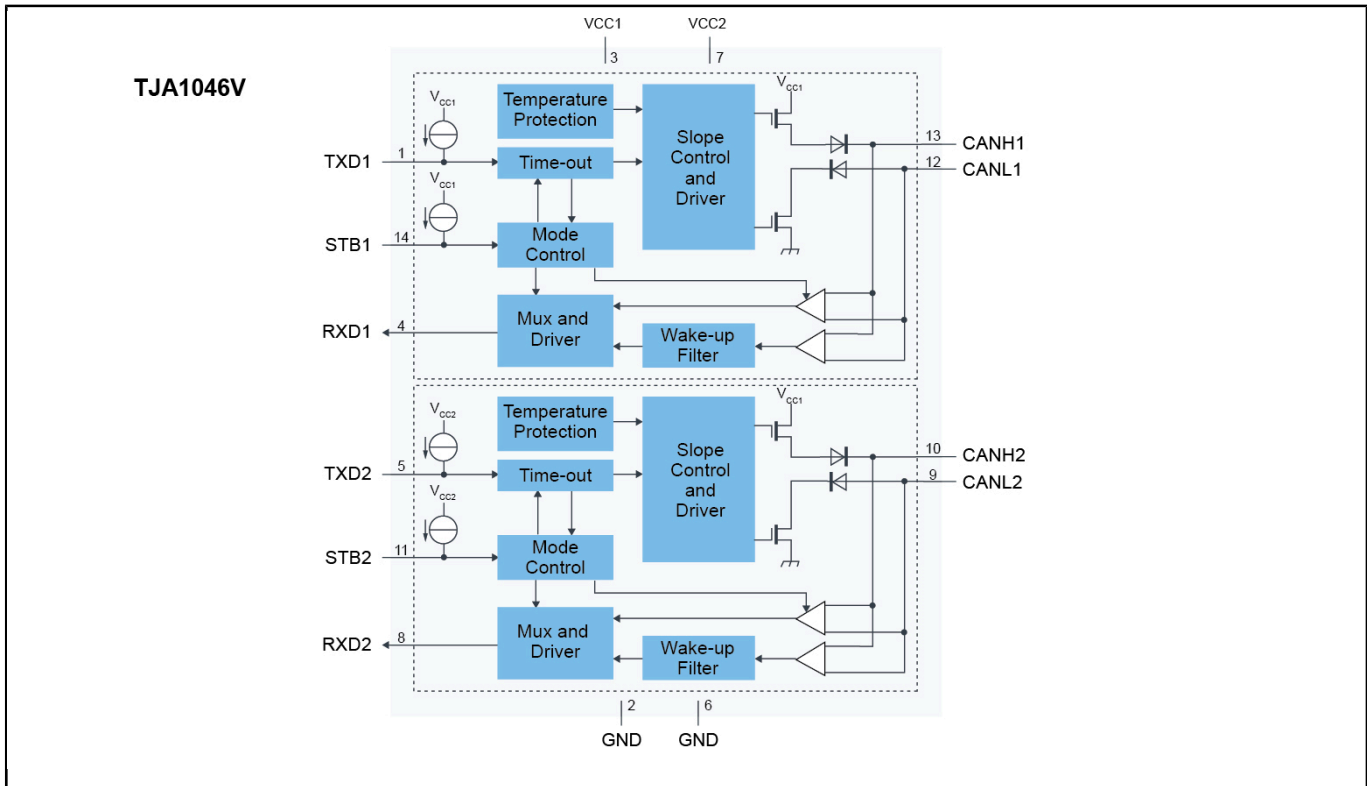 VCC1 VCC2
3 7
TJA1046V
VCC1
Temperature
Protection
Slope
Control
and
Driver
VCC1
TXD1 1
Time-out
13 CANH1
12 CANL1
VCC1
STB1 14
Mode
Control
RXD1 4
Mux and
Driver
Wake-up
Filter
VCC2
Temperature
Protection
Slope
Control
and
Driver
VCC1
TXD2 5
Time-out
10 CANH2
9 CANL2
VCC2
STB2 11
Mode
Control
RXD2 8
Mux and
Driver
Wake-up
Filter
2 6
GND GND